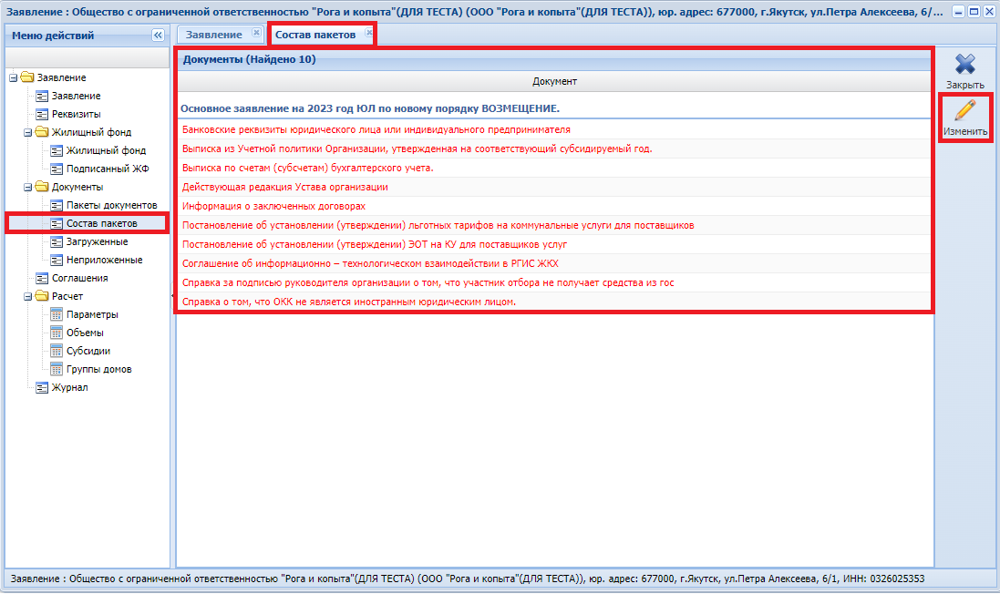 Заявление : Общество с ограниченной ответственностью "Рога и копыта"(ДЛЯ ТЕСТА) (ООО "Рога и копыта"(ДЛЯ ТЕСТА)), юр. адрес: 677000, г.Якутск, ул.Петра Алексеева, 6/...
Меню действий
Заявление
Заявление
Реквизиты
Жилищный фонд
Жилищный фонд
Подписанный ЖФ
Документы
Пакеты документов
Состав пакетов
Загруженные
Неприложенные
Соглашения
Расчет
Параметры
Объемы
Субсидии
Группы домов
Журнал
Заявление
Состав пакетов
Документы (Найдено 10)
Документ
Основное заявление на 2023 год ЮЛ по новому порядку ВОЗМЕЩЕНИЕ.
Банковские реквизиты юридического лица или индивидуального предпринимателя
Выписка из Учетной политики Организации, утвержденная на соответствующий субсидируемый год.
Выписка по счетам (субсчетам) бухгалтерского учета.
Действующая редакция Устава организации
Информация о заключенных договорах
Постановление об установлении (утверждении) льготных тарифов на коммунальные услуги для поставщиков
Постановление об установлении (утверждении) ЭОТ на КУ для поставщиков услуг
Соглашение об информационно – технологическом взаимодействии в РГИС ЖКХ
Справка за подписью руководителя организации о том, что участник отбора не получает средства из гос
Справка о том, что ОКК не является иностранным юридическим лицом.
Закрыть
Изменить
Заявление : Общество с ограниченной ответственностью "Рога и копыта"(ДЛЯ ТЕСТА) (ООО "Рога и копыта"(ДЛЯ ТЕСТА)), юр. адрес: 677000, г.Якутск, ул.Петра Алексеева, 6/1, ИНН: 0326025353